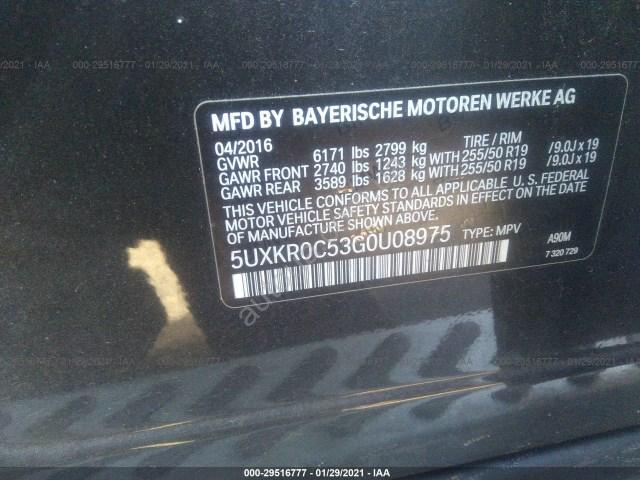 000-29516777 - 01/29/2021 - IAA
MFD BY BAYERISCHE MOTOREN WERKE AG
04/2016
GVWR 6171 lbs 2799 kg TIRE / RIM
GAWR FRONT 2740 lbs 1243 kg WITH 255/50 R19 /9.0J x 19
GAWR REAR 3589 lbs 1628 kg WITH 255/50 R19 /9.0J x 19
THIS VEHICLE CONFORMS TO ALL APPLICABLE U.S. FEDERAL
MOTOR VEHICLE SAFETY STANDARDS IN EFFECT ON THE DATE
OF MANUFACTURE SHOWN ABOVE.
5UXKR0C53G0U08975 TYPE: MPV A90M
7 320 729
000-29516777 - 01/29/2021 - IAA
000-29516777 - 01/29/2021 - IAA